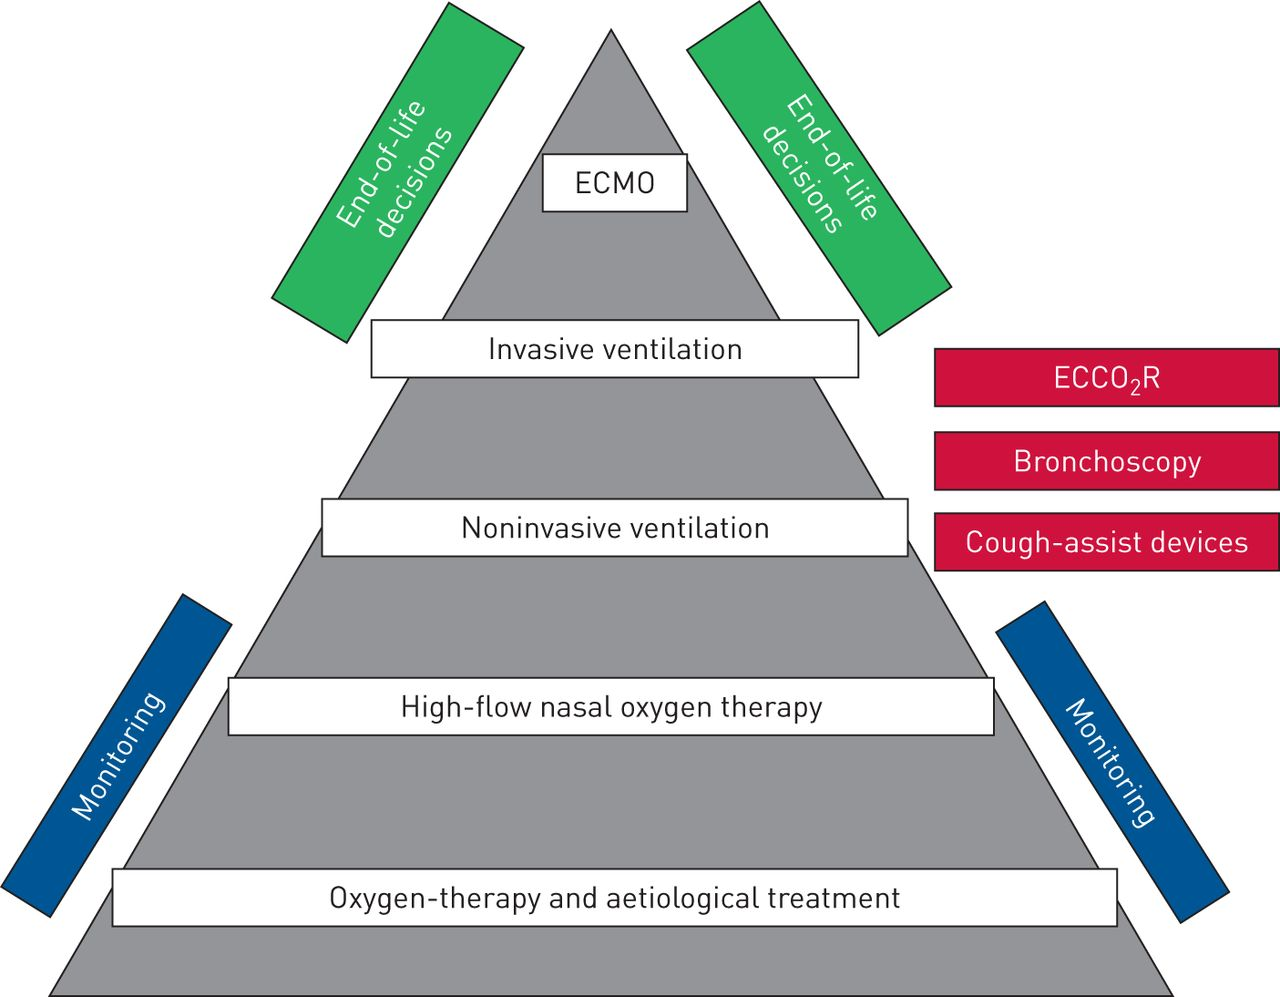 End-of-life
decisions
End-of-life
decisions
ECMO
Invasive ventilation
ECCO₂R
Bronchoscopy
Noninvasive ventilation
Cough-assist devices
Monitoring
High-flow nasal oxygen therapy
Monitoring
Oxygen-therapy and aetiological treatment